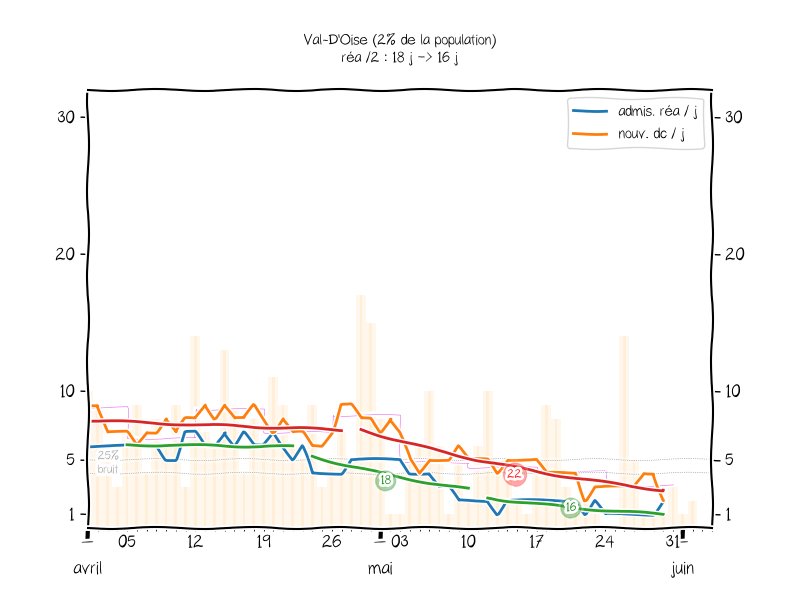 Val-D'Oise (2% de la population)
réa /2 : 18 j -> 16 j
admis. réa / j
nouv. dc / j
30
30
20
20
10
10
5
5
1
1
25%
bruit
18
22
16
05
12
19
26
03
10
17
24
31
avril
mai
juin